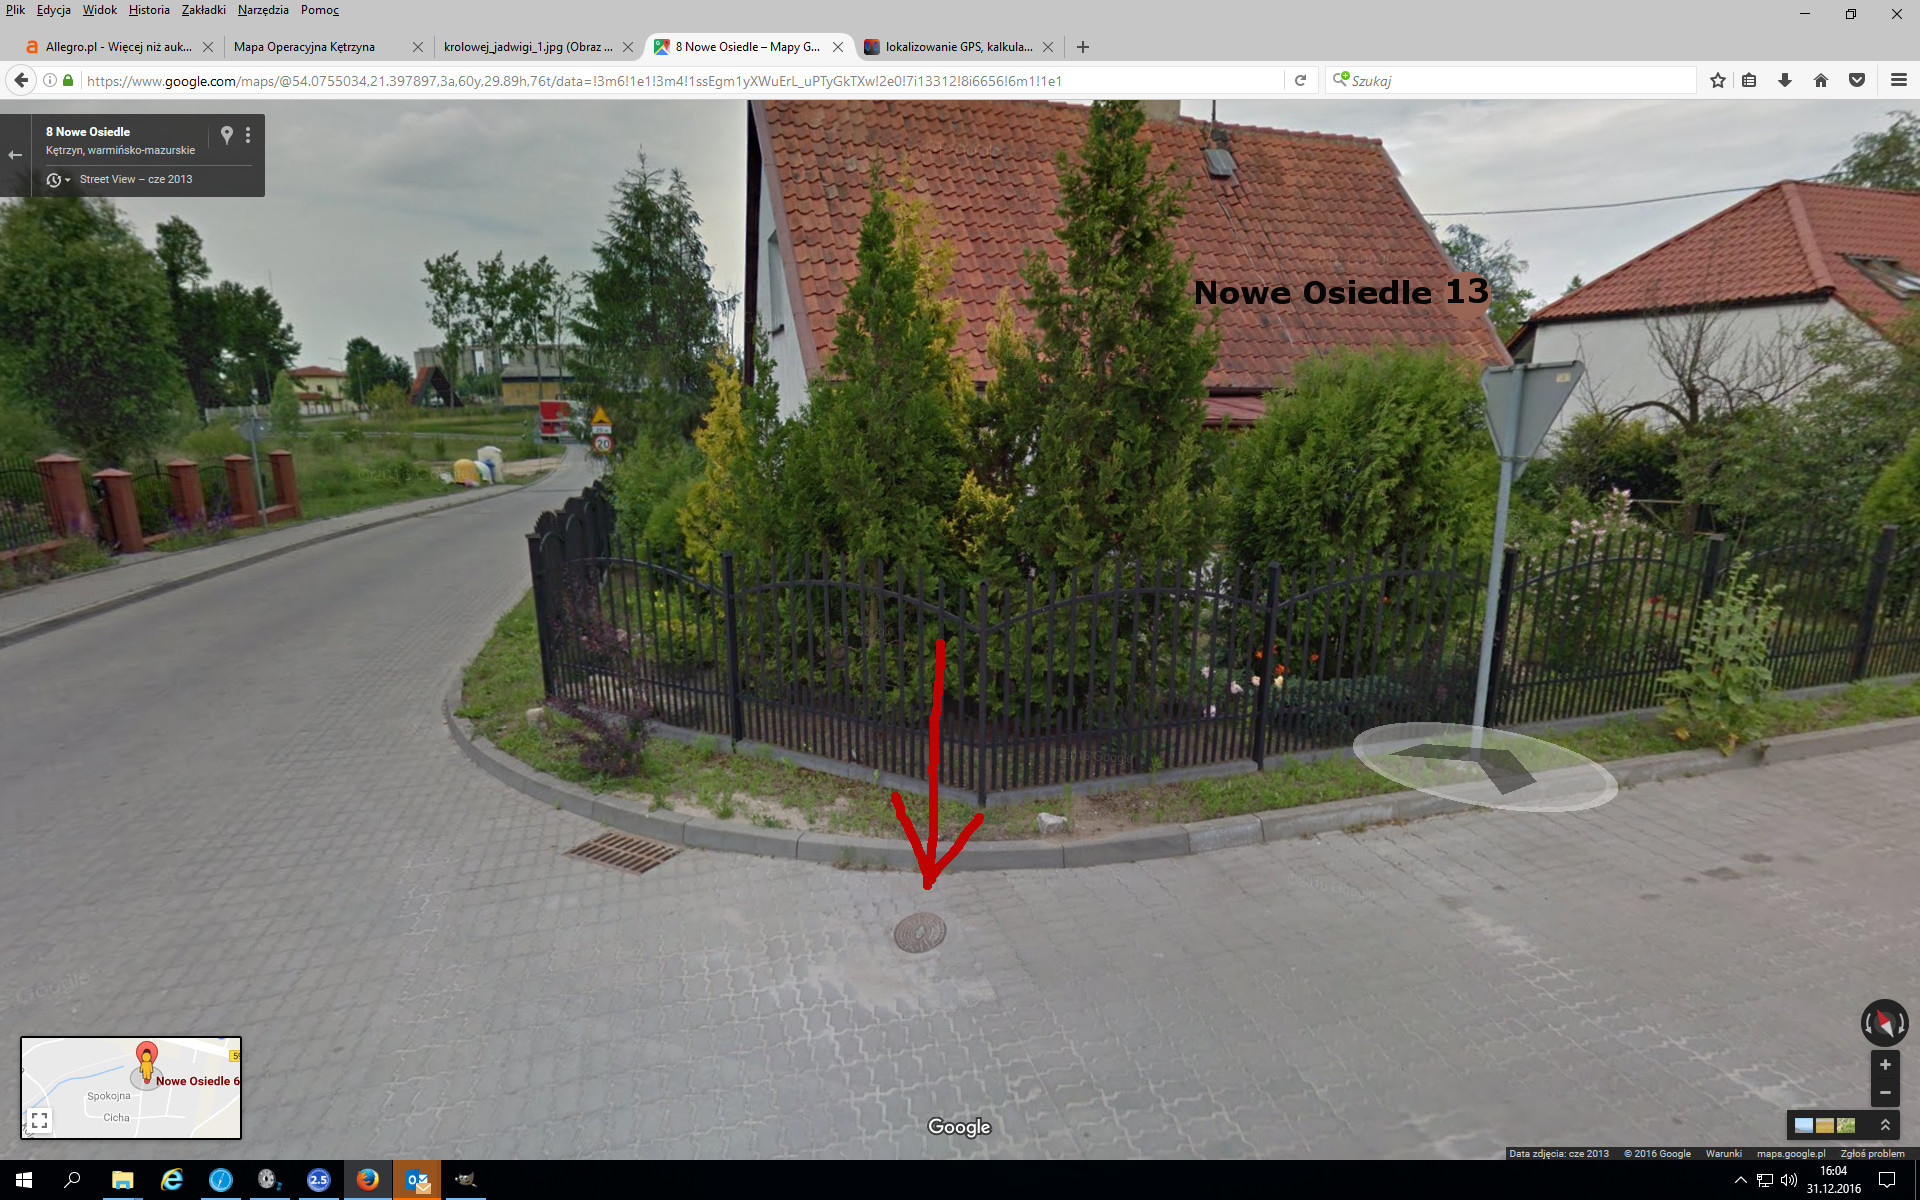 Plik Edycja Widok Historia Zakładki Narzędzia Pomoc
Allegro.pl - Więcej niż auk...
Mapa Operacyjna Kętrzyna
krolowej_jadwigi_1.jpg (Obraz ...
8 Nowe Osiedle – Mapy G...
lokalizowanie GPS, kalkula...
https://www.google.com/maps/@54.0755034,21.397897,3a,60y,29.89h,76t/data=!3m6!1e1!3m4!1ssEgm1yXWuErL_uPTyGkTXw!2e0!7i13312!8i6656!6m1!1e1
Szukaj
8 Nowe Osiedle
Kętrzyn, warmińsko-mazurskie
Street View – cze 2013
Nowe Osiedle 13
20
59
Nowe Osiedle 6
Spokojna
Cicha
Google
Data zdjęcia: cze 2013 © 2016 Google Warunki maps.google.pl Zgłoś problem
2.5
16:04
31.12.2016